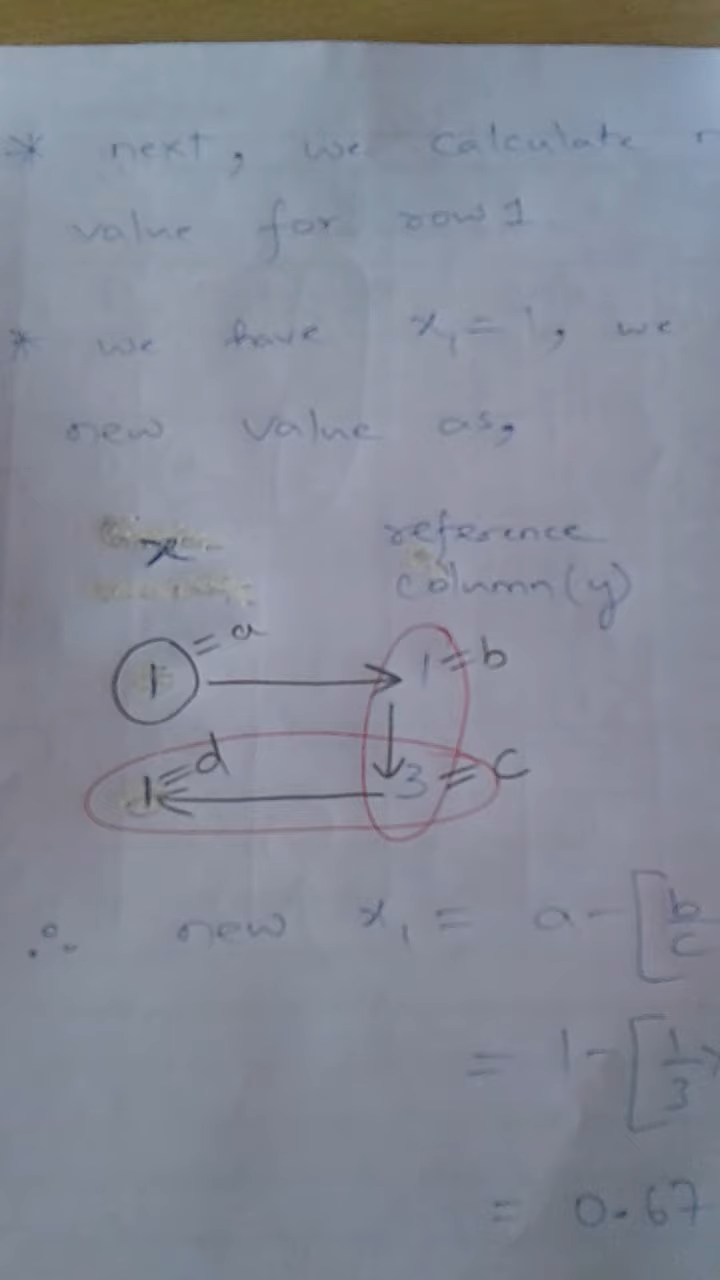 * next, we calculate
value for row 1
* we have x₁ = 1, we
new value as,
x reference
column (y)
1 = a → 1 = b
1 = d ← 3 = c
∴ new x₁ = a - [b/c
= 1 - [1/3 ×
= 0.67